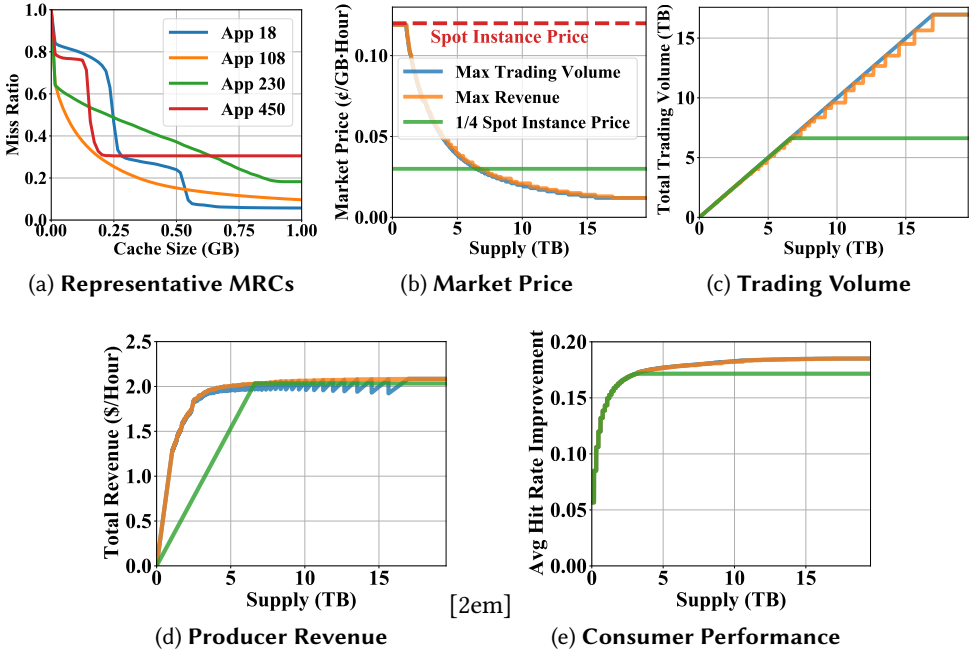 1.0
0.8
0.6
0.4
0.2
0.0
Miss Ratio
App 18
App 108
App 230
App 450
0.00 0.25 0.50 0.75 1.00
Cache Size (GB)
(a) Representative MRCs
0.10
0.05
0.00
Market Price (¢/GB·Hour)
Spot Instance Price
Max Trading Volume
Max Revenue
1/4 Spot Instance Price
0 5 10 15
Supply (TB)
(b) Market Price
15
10
5
0
Total Trading Volume (TB)
0 5 10 15
Supply (TB)
(c) Trading Volume
2.5
2.0
1.5
1.0
0.5
0.0
Total Revenue ($/Hour)
0 5 10 15
Supply (TB)
[2em]
(d) Producer Revenue
0.20
0.15
0.10
0.05
0.00
Avg Hit Rate Improvement
0 5 10 15
Supply (TB)
(e) Consumer Performance